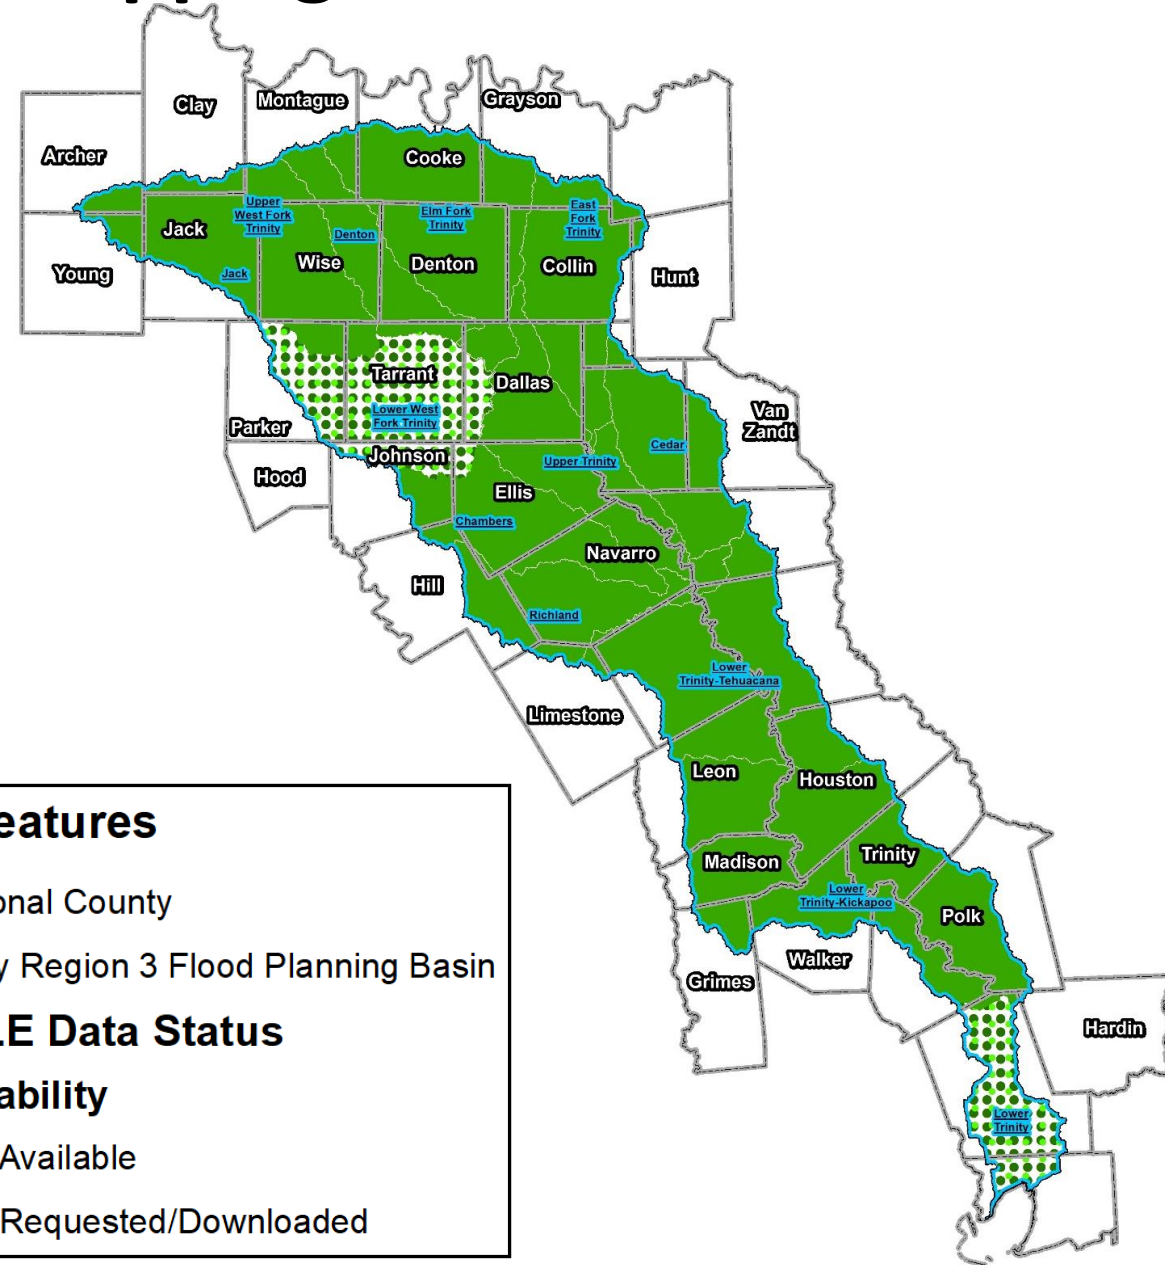 Clay
Montague
Grayson
Archer
Cooke
Upper
West Fork
Trinity
Elm Fork
Trinity
East
Fork
Trinity
Jack
Denton
Wise
Denton
Collin
Young
Jack
Hunt
Tarrant
Dallas
Lower West
Fork Trinity
Van
Zandt
Parker
Johnson
Cedar
Upper Trinity
Hood
Ellis
Chambers
Navarro
Hill
Richland
Lower
Trinity-Tehuacana
Limestone
Leon
Houston
Madison
Trinity
Lower
Trinity-Kickapoo
Polk
Walker
Grimes
Hardin
Lower
Trinity
eatures
onal County
y Region 3 Flood Planning Basin
LE Data Status
ability
Available
Requested/Downloaded